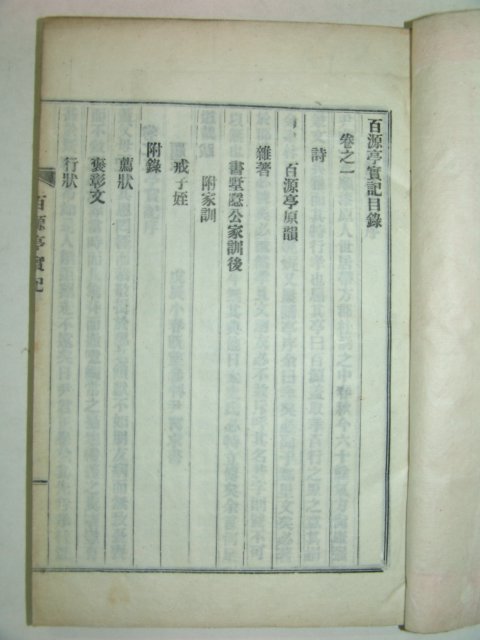 百源亭實記目錄
卷之一
詩
百源亭原韻
雜著
書墅隱公家訓後
附家訓
戒子姪
附錄
薦狀
褒彰文
行狀
百源亭實記